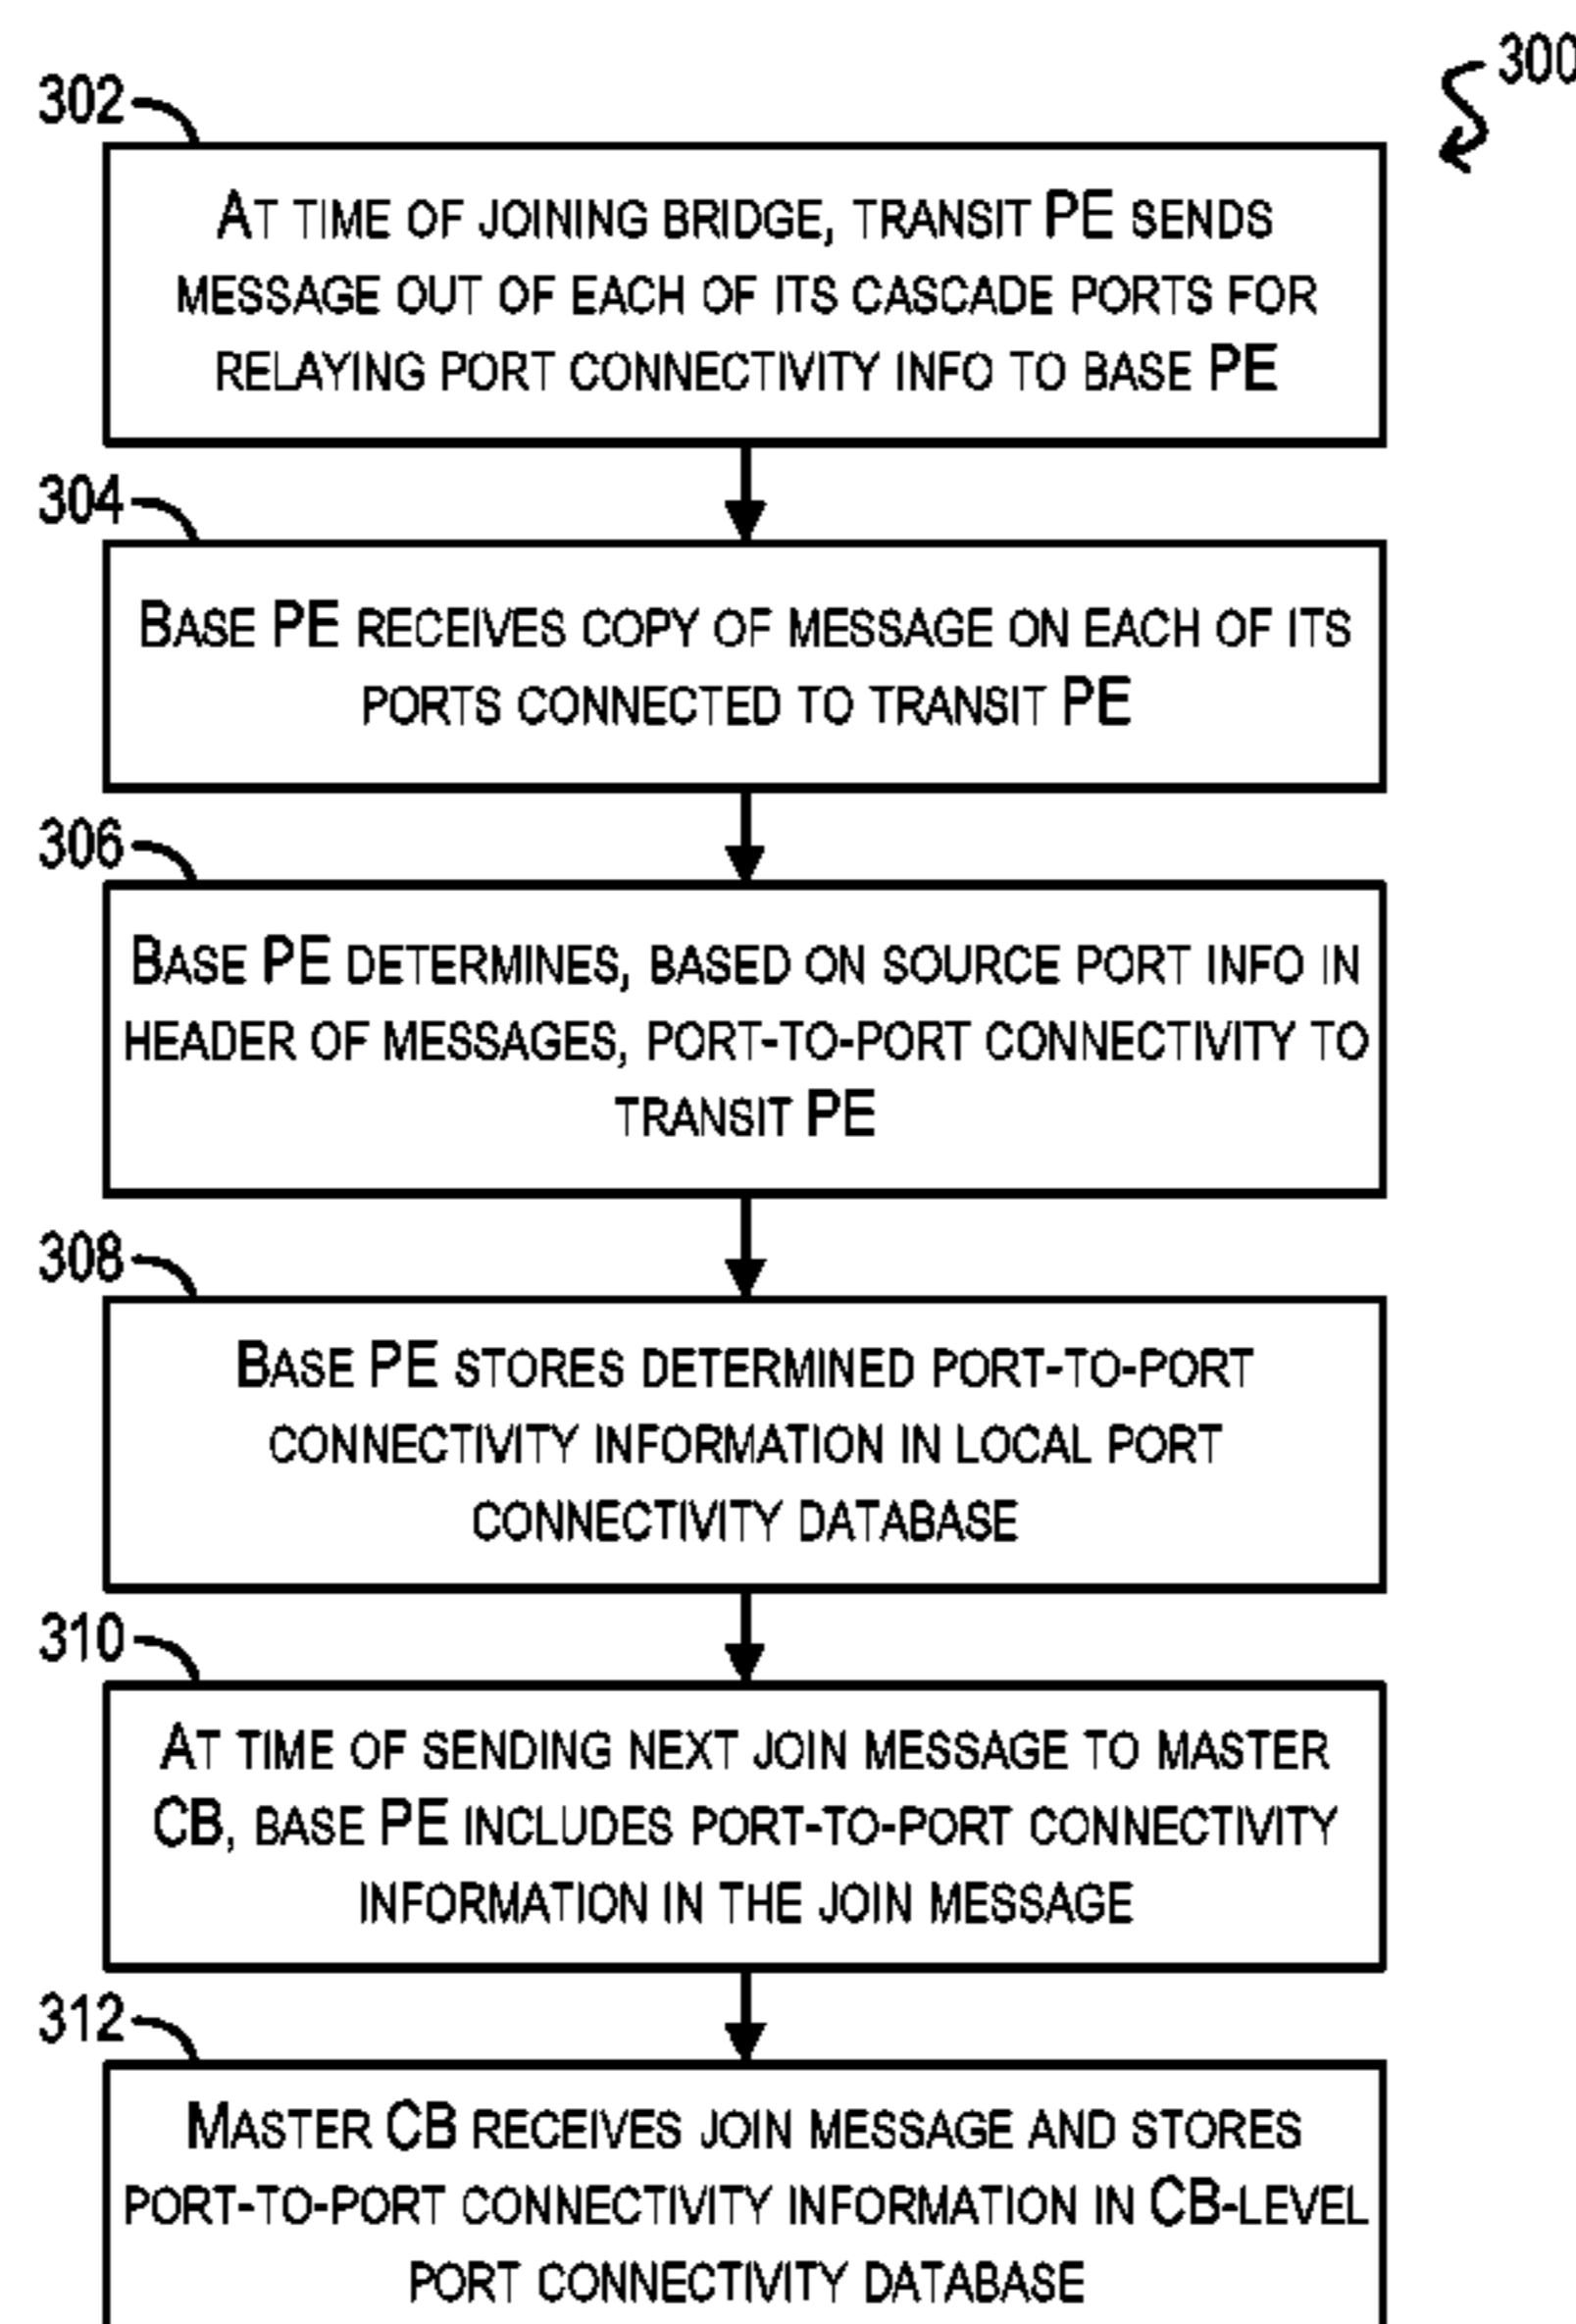 300
302
At time of joining bridge, transit PE sends
message out of each of its cascade ports for
relaying port connectivity info to base PE
304
Base PE receives copy of message on each of its
ports connected to transit PE
306
Base PE determines, based on source port info in
header of messages, port-to-port connectivity to
transit PE
308
Base PE stores determined port-to-port
connectivity information in local port
connectivity database
310
At time of sending next join message to master
CB, base PE includes port-to-port connectivity
information in the join message
312
Master CB receives join message and stores
port-to-port connectivity information in CB-level
port connectivity database